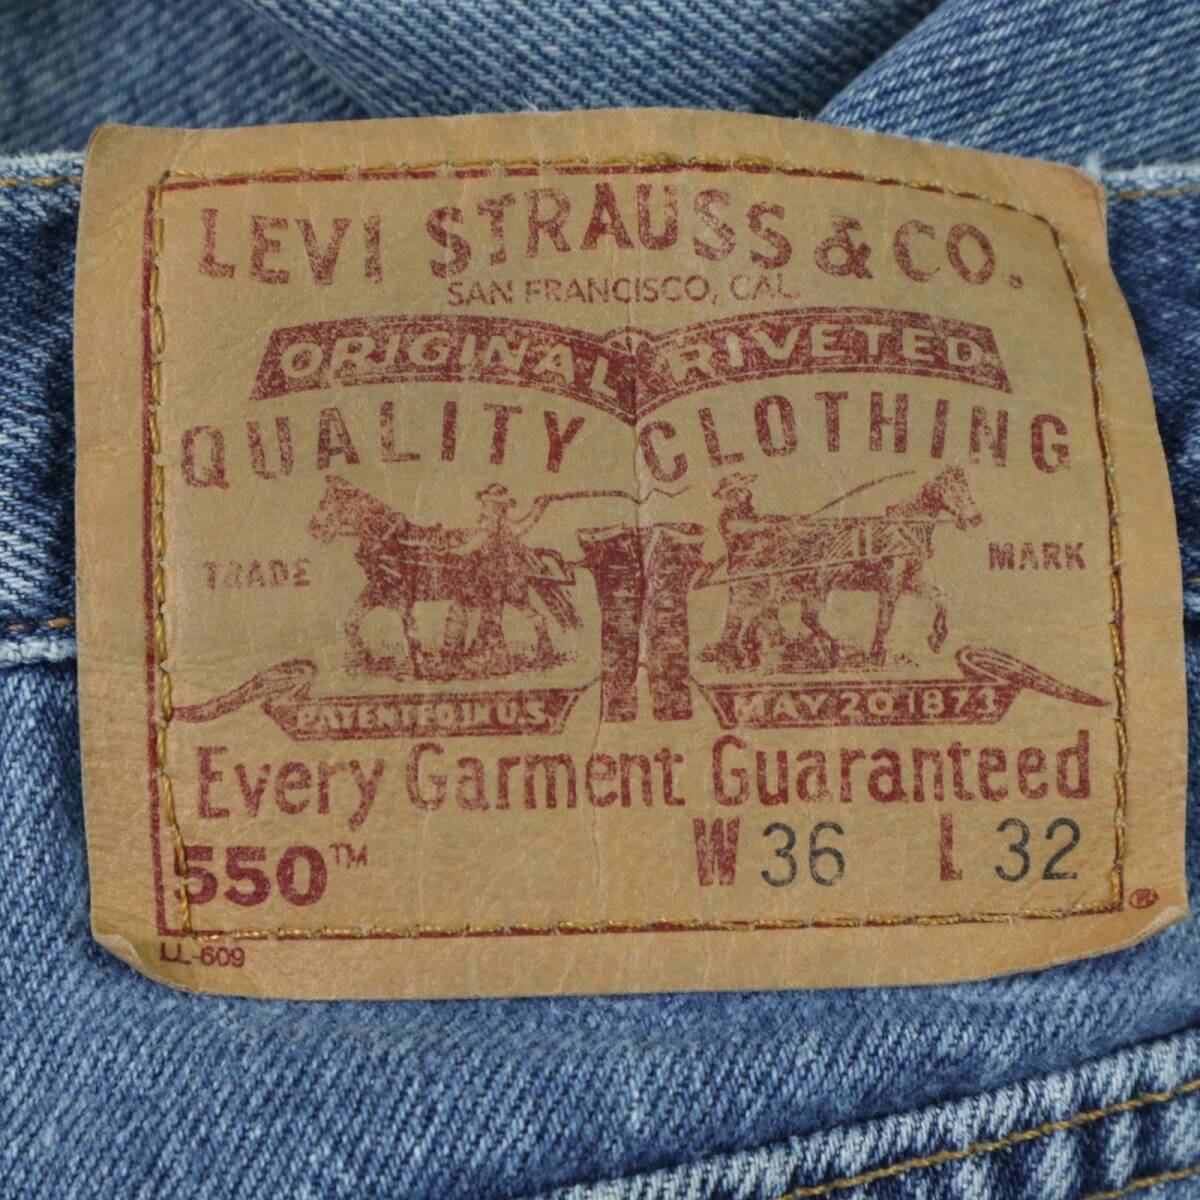 LEVI STRAUSS & CO.
SAN FRANCISCO, CAL.
ORIGINAL RIVETED
QUALITY CLOTHING
TRADE MARK
PATENTED IN U.S. MAY 20 1873
Every Garment Guaranteed
550™ W 36 L 32
®
LL-609